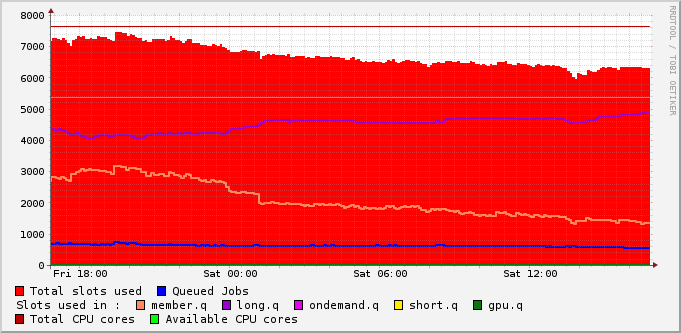 8000
7000
6000
5000
4000
3000
2000
1000
0
Fri 18:00 Sat 00:00 Sat 06:00 Sat 12:00
Total slots used Queued Jobs
Slots used in : member.q long.q ondemand.q short.q gpu.q
Total CPU cores Available CPU cores
RRDTOOL / TOBI OETIKER